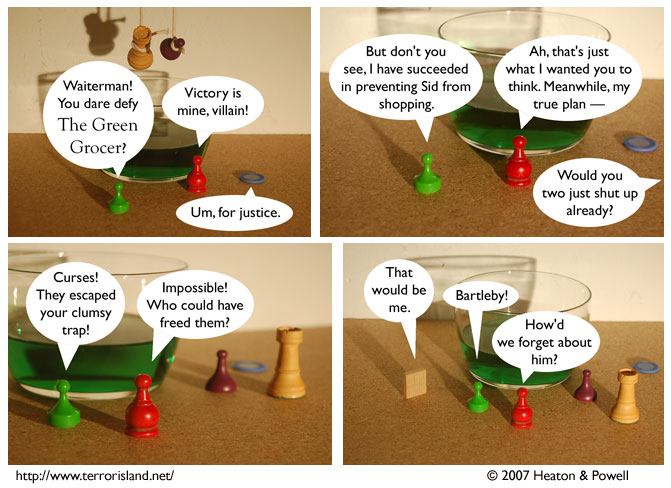 Waiterman!
You dare defy
The Green
Grocer?
Victory is
mine, villain!
Um, for justice.
But don't you
see, I have succeeded
in preventing Sid from
shopping.
Ah, that's just
what I wanted you to
think. Meanwhile, my
true plan —
Would you
two just shut up
already?
Curses!
They escaped
your clumsy
trap!
Impossible!
Who could have
freed them?
That
would be
me.
Bartleby!
How'd
we forget about
him?
http://www.terrorisland.net/
© 2007 Heaton & Powell